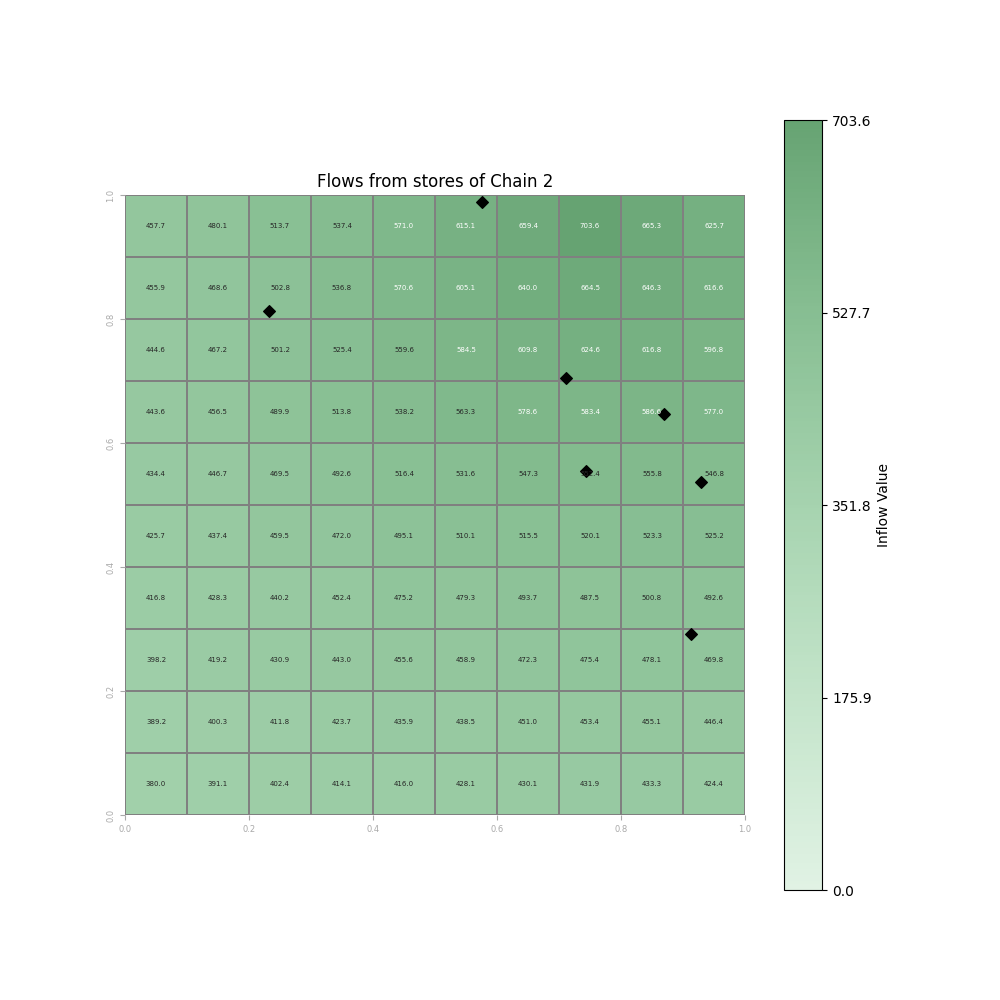 Flows from stores of Chain 2
703.6
527.7
351.8
175.9
0.0
Inflow Value
1.0
0.8
0.6
0.4
0.2
0.0
457.7 480.1 513.7 537.4 571.0 615.1 659.4 703.6 665.3 625.7
455.9 468.6 502.8 536.8 570.6 605.1 640.0 664.5 646.3 616.6
444.6 467.2 501.2 525.4 559.6 584.5 609.8 624.6 616.8 596.8
443.6 456.5 489.9 513.8 538.2 563.3 578.6 583.4 577.0
434.4 446.7 469.5 492.6 516.4 531.6 547.3 555.8 546.8
425.7 437.4 459.5 472.0 495.1 510.1 515.5 520.1 523.3 525.2
416.8 428.3 440.2 452.4 475.2 479.3 493.7 487.5 500.8 492.6
398.2 419.2 430.9 443.0 455.6 458.9 472.3 475.4 478.1 469.8
389.2 400.3 411.8 423.7 435.9 438.5 451.0 453.4 455.1 446.4
380.0 391.1 402.4 414.1 416.0 428.1 430.1 431.9 433.3 424.4
0.0 0.2 0.4 0.6 0.8 1.0